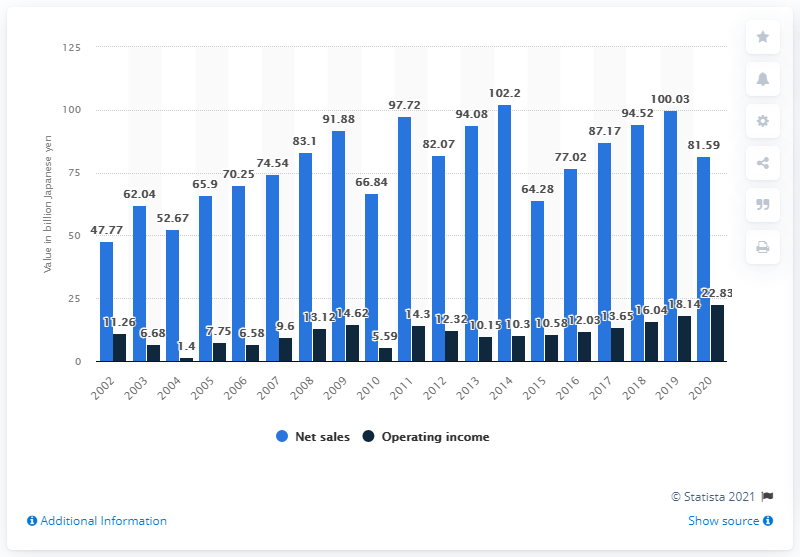 Value in billion Japanese yen
125
100
75
50
25
0
47.77 62.04 52.67 65.9 70.25 74.54 83.1 91.88 66.84 97.72 82.07 94.08 102.2 64.28 77.02 87.17 94.52 100.03 81.59
11.26 6.68 1.4 7.75 6.58 9.6 13.12 14.62 5.59 14.3 12.32 10.15 10.3 10.58 12.03 13.65 16.04 18.14 22.83
2002 2003 2004 2005 2006 2007 2008 2009 2010 2011 2012 2013 2014 2015 2016 2017 2018 2019 2020
Net sales Operating income
© Statista 2021
Additional Information Show source